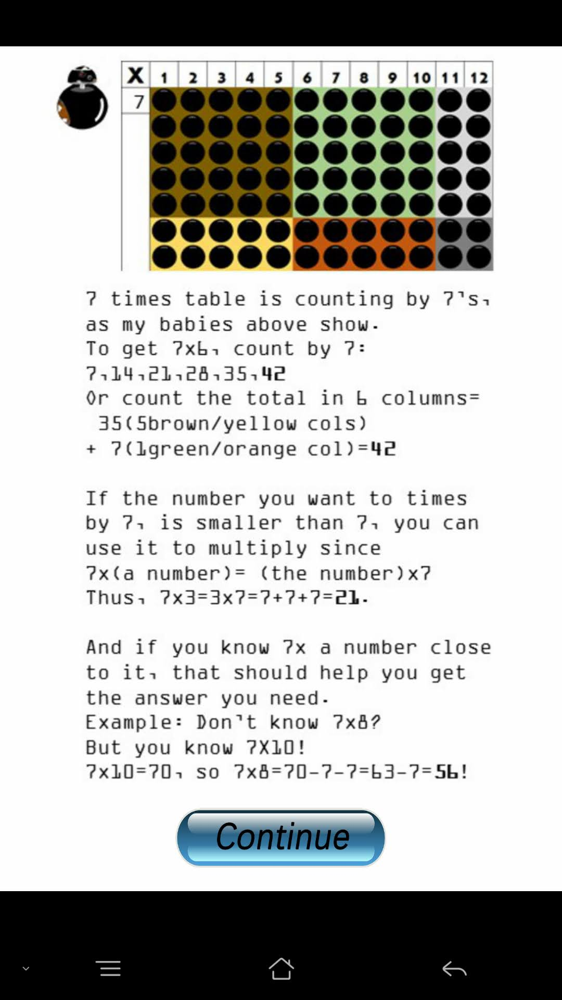 X 1 2 3 4 5 6 7 8 9 10 11 12
7
7 times table is counting by 7's,
as my babies above show.
To get 7x6, count by 7:
7,14,21,28,35,42
Or count the total in 6 columns=
35(5brown/yellow cols)
+ 7(1green/orange col)=42
If the number you want to times
by 7, is smaller than 7, you can
use it to multiply since
7x(a number)= (the number)x7
Thus, 7x3=3x7=7+7+7=21.
And if you know 7x a number close
to it, that should help you get
the answer you need.
Example: Don't know 7x8?
But you know 7X10!
7x10=70, so 7x8=70-7-7=63-7=56!
Continue